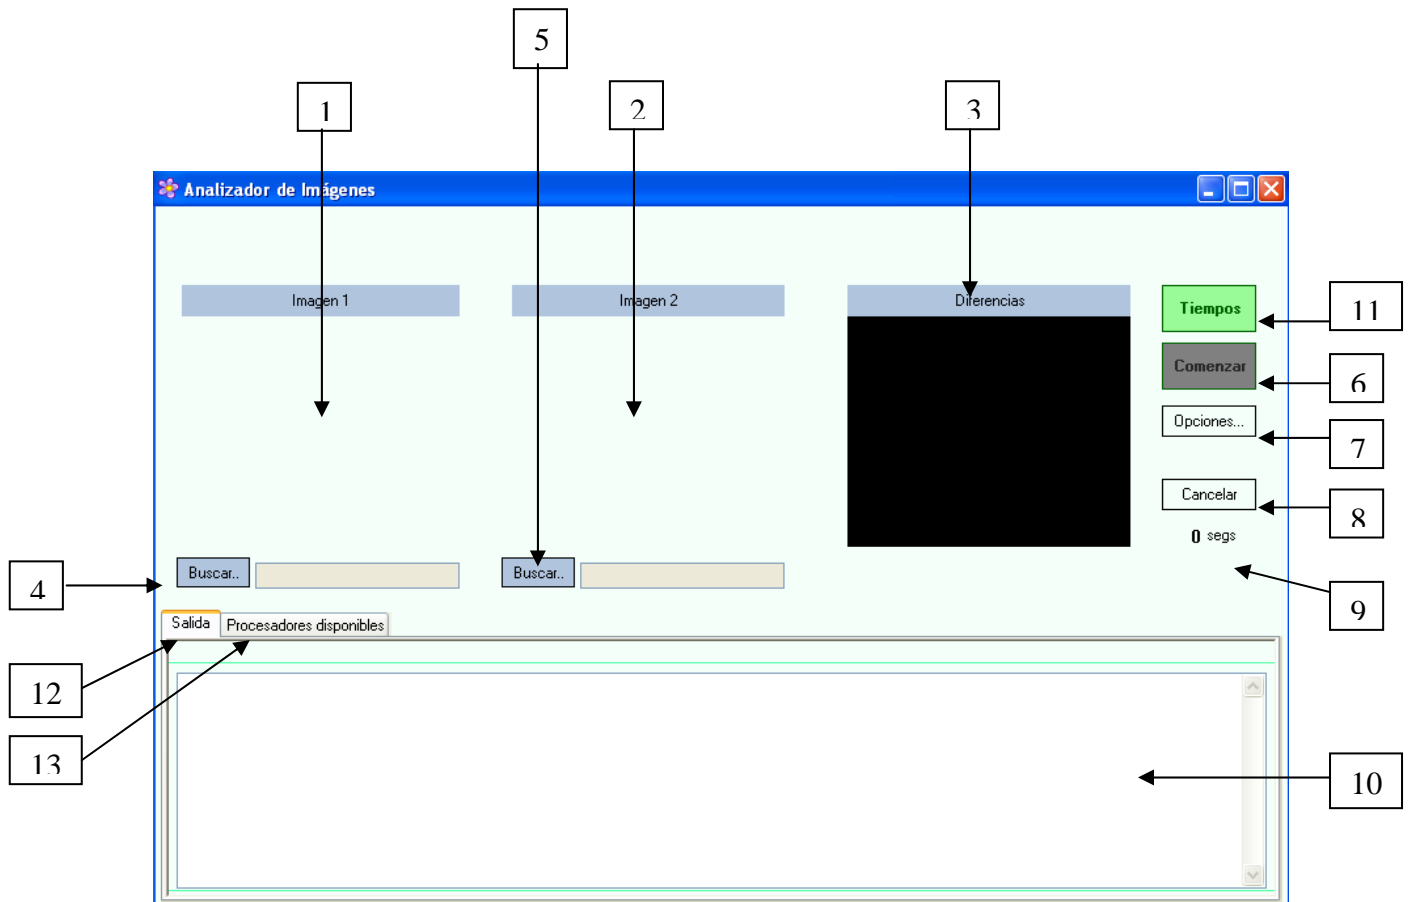 5
1
2
3
Analizador de Imágenes
Imagen 1
Imagen 2
Diferencias
Tiempos
11
Comenzar
6
Opciones...
7
Cancelar
8
0 segs
Buscar..
Buscar..
4
9
Salida
Procesadores disponibles
12
13
10